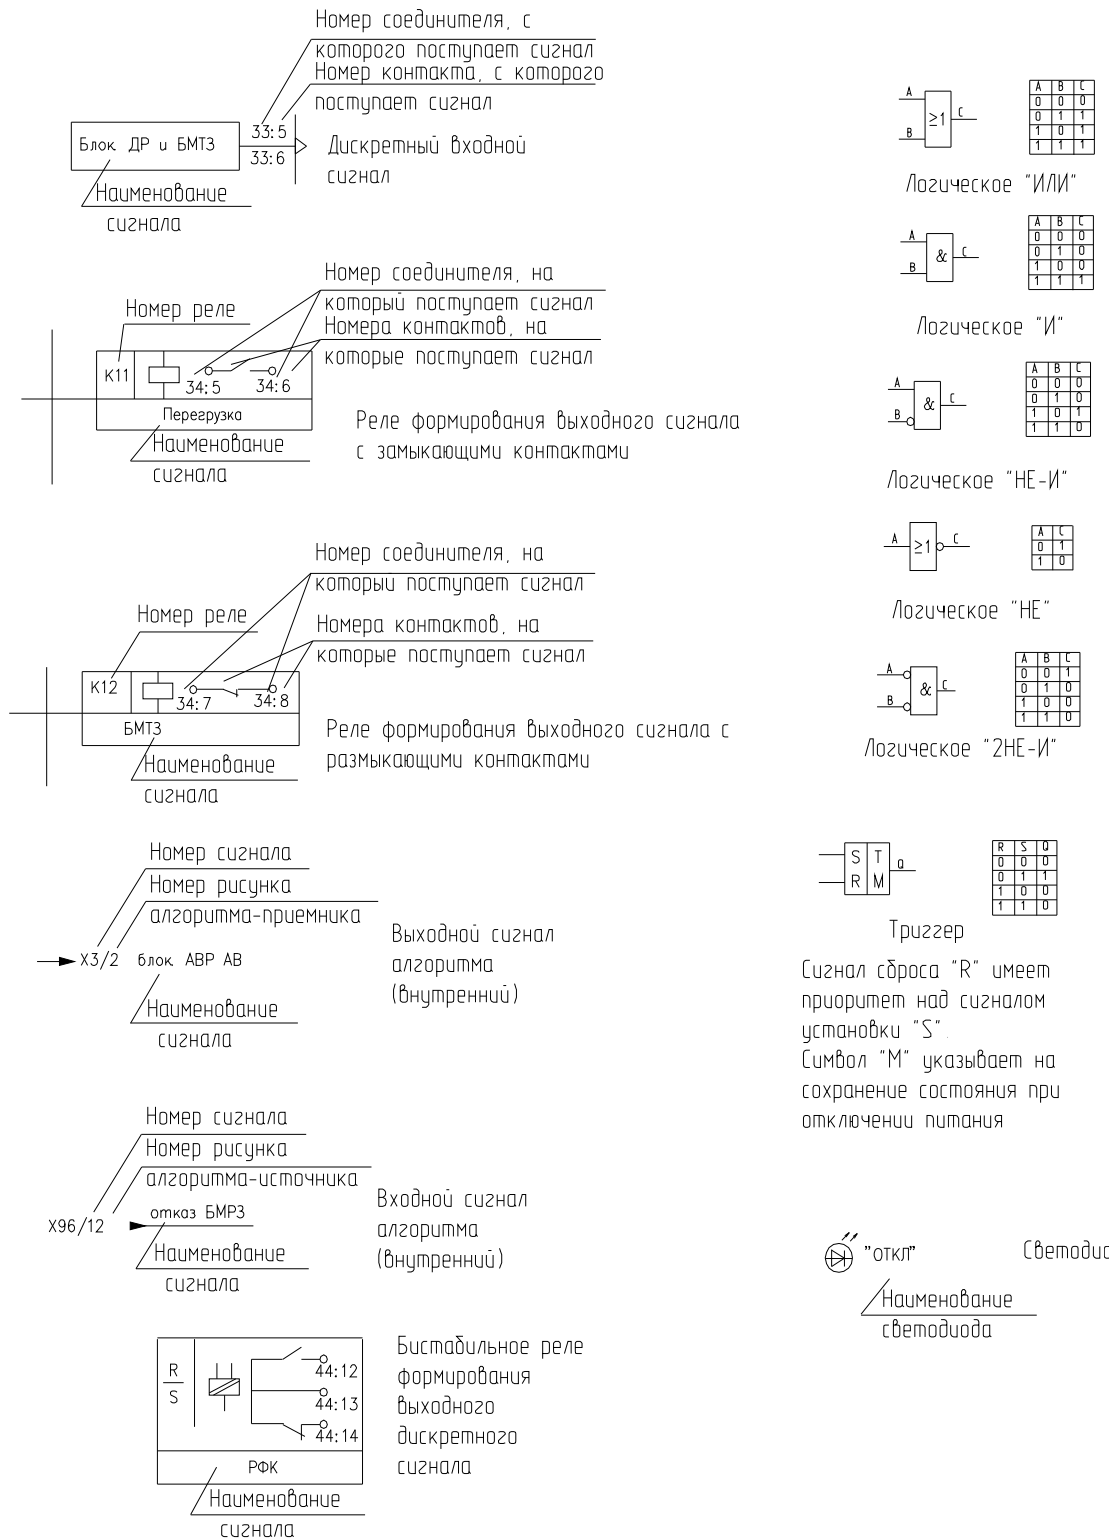 Номер соединителя, с
которого поступает сигнал
Номер контакта, с которого
поступает сигнал
Блок ДР и БМТЗ
33:5
33:6
Дискретный входной
сигнал
Наименование
сигнала
Номер соединителя, на
который поступает сигнал
Номера контактов, на
которые поступает сигнал
Номер реле
К11
34:5
34:6
Перегрузка
Наименование
сигнала
Реле формирования выходного сигнала
с замыкающими контактами
Номер соединителя, на
которыи поступает сигнал
Номер реле
Номера контактов, на
которые поступает сигнал
К12
34:7
34:8
БМТЗ
Наименование
сигнала
Реле формирования выходного сигнала с
размыкающими контактами
Номер сигнала
Номер рисунка
алгоритма-приемника
Х3/2 блок АВР АВ
Наименование
сигнала
Выходной сигнал
алгоритма
(внутренний)
Номер сигнала
Номер рисунка
алгоритма-источника
Х96/12
отказ БМРЗ
Наименование
сигнала
Входной сигнал
алгоритма
(внутренний)
R
S
44:12
44:13
44:14
РФК
Наименование
сигнала
Бистабильное реле
формирования
выходного
дискретного
сигнала
A
B
≥1
C
A B C
0 0 0
0 1 1
1 0 1
1 1 1
Логическое "ИЛИ"
A
B
&
C
A B C
0 0 0
0 1 0
1 0 0
1 1 1
Логическое "И"
A
B
&
C
A B C
0 0 0
0 1 0
1 0 1
1 1 0
Логическое "НЕ-И"
A
≥1
C
A C
0 1
1 0
Логическое "НЕ"
A
B
&
C
A B C
0 0 1
0 1 0
1 0 0
1 1 0
Логическое "2НЕ-И"
S T
R M
Q
R S Q
0 0 0
0 1 1
1 0 0
1 1 0
Триггер
Сигнал сброса "R" имеет
приоритет над сигналом
установки "S".
Символ "М" указывает на
сохранение состояния при
отключении питания
"ОТКЛ"
Светодио
Наименование
светодиода